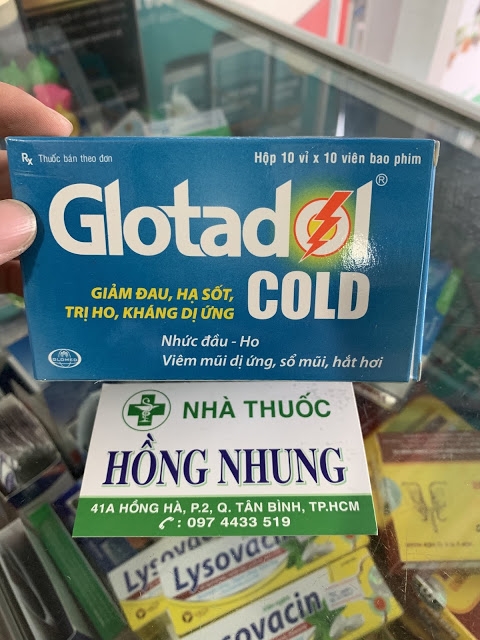 Rx Thuốc bán theo đơn
Hộp 10 vỉ x 10 viên bao phim
Glotadol®
COLD
GIẢM ĐAU, HẠ SỐT,
TRỊ HO, KHÁNG DỊ ỨNG
Nhức đầu - Ho
Viêm mũi dị ứng, sổ mũi, hắt hơi
GLOMED
NHÀ THUỐC
HỒNG NHUNG
41A HỒNG HÀ, P.2, Q. TÂN BÌNH, TP.HCM
: 097 4433 519
Lysovacin
Lysovacin
Lysovacin